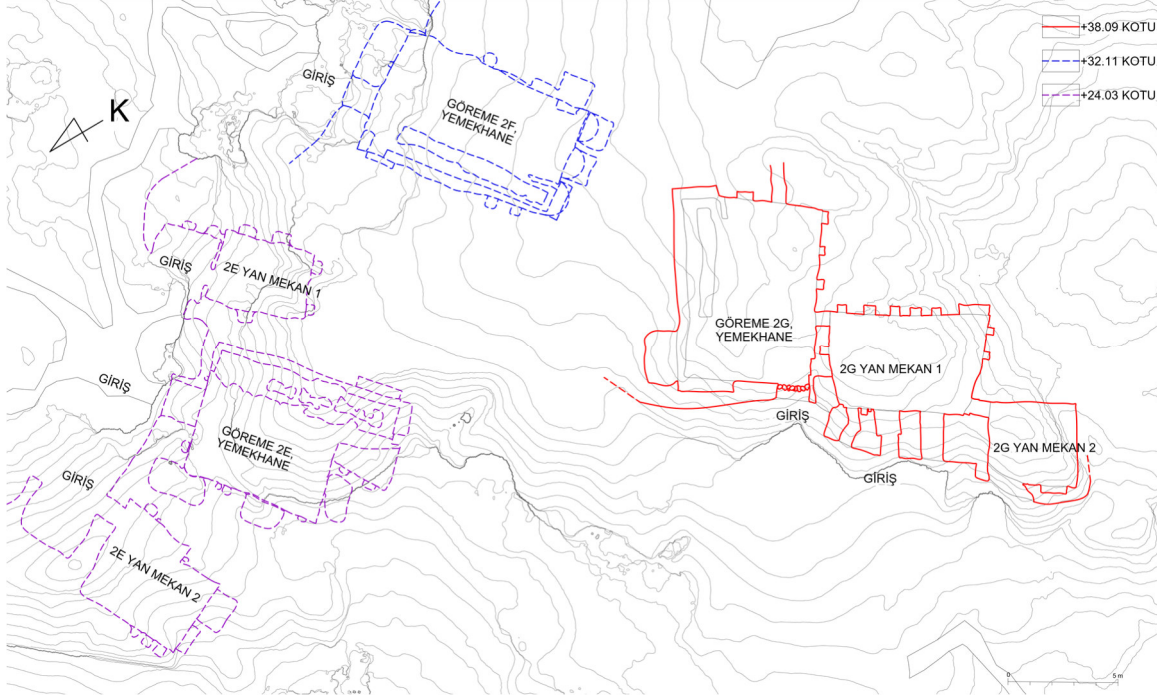 +38.09 KOTU
+32.11 KOTU
+24.03 KOTU
K
GİRİŞ
GÖREME 2F,
YEMEKHANE
GİRİŞ
2E YAN MEKAN 1
GÖREME 2G,
YEMEKHANE
2G YAN MEKAN 1
GİRİŞ
GİRİŞ
GÖREME 2E,
YEMEKHANE
2G YAN MEKAN 2
GİRİŞ
GİRİŞ
2E YAN MEKAN 2
0
5 m